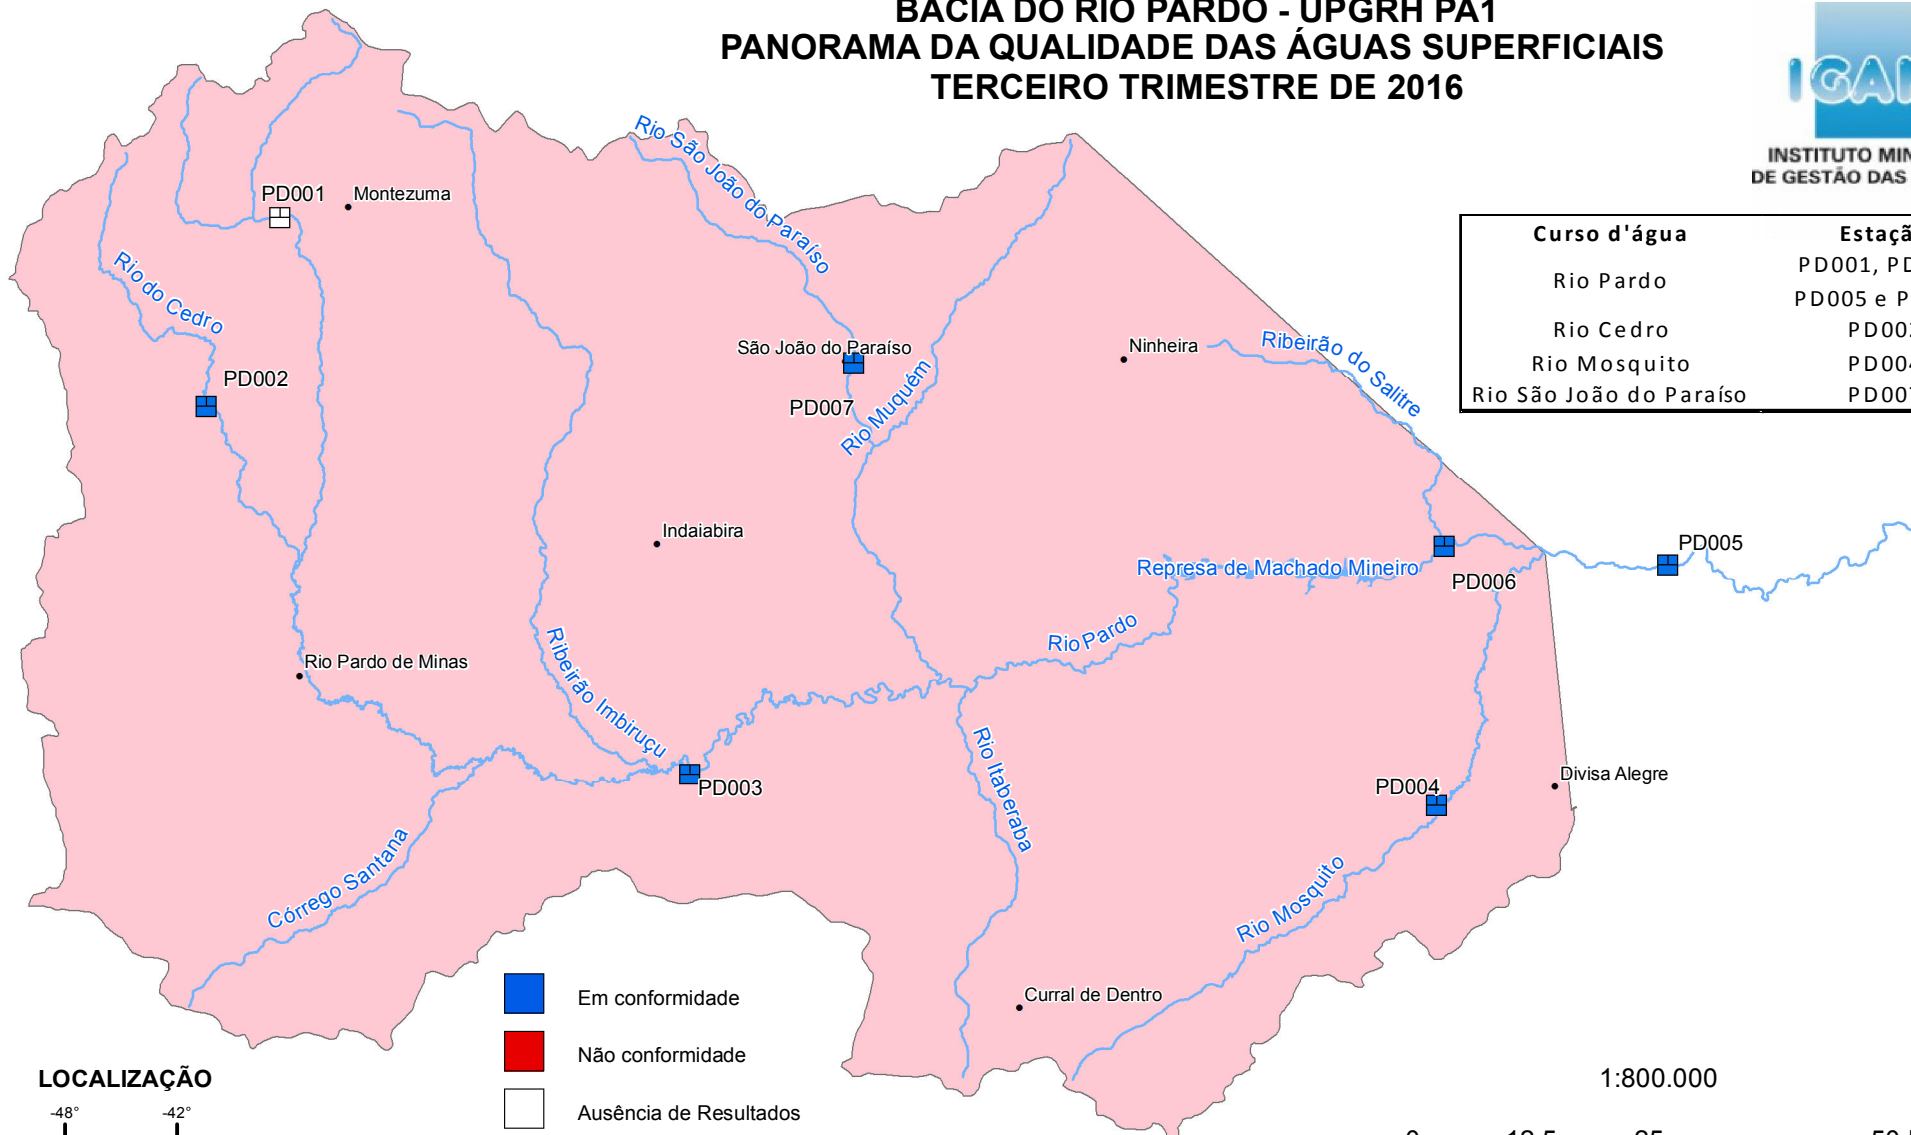 BACIA DO RIO PARDO - UPGRH PA1
PANORAMA DA QUALIDADE DAS ÁGUAS SUPERFICIAIS
TERCEIRO TRIMESTRE DE 2016
INSTITUTO
DE GESTÃO DAS
Curso d'água
Rio Pardo
PD001,
PD005 e
Rio Cedro
Rio Mosquito
Rio São João do Paraíso
Rio São João do Paraíso
PD001
Montezuma
Rio do Cedro
PD002
São João do Paraíso
PD007
Rio Muquém
Ninheira
Ribeirão do Salitre
Indaiabira
Represa de Machado Mineiro
PD006
PD005
Rio Pardo
Rio Pardo de Minas
Ribeirão Imbiruçu
PD003
Rio Itaberaba
PD004
Divisa Alegre
Córrego Santana
Rio Mosquito
Curral de Dentro
Em conformidade
Não conformidade
Ausência de Resultados
LOCALIZAÇÃO
-48° -42°
1:800.000